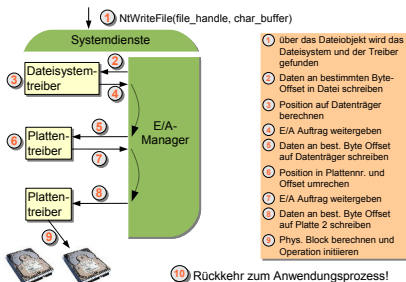 1 NtWriteFile(file_handle, char_buffer)
Systemdienste
2
Dateisystem-
treiber
3
4
E/A-
Manager
5
Platten-
treiber
6
7
8
Platten-
treiber
9
10 Rückkehr zum Anwendungsprozess!
1 über das Dateiobjekt wird das
Dateisystem und der Treiber
gefunden
2 Daten an bestimmten Byte-
Offset in Datei schreiben
3 Position auf Datenträger
berechnen
4 E/A Auftrag weitergeben
5 Daten an best. Byte Offset
auf Datenträger schreiben
6 Position in Plattennr. und
Offset umrechen
7 E/A Auftrag weitergeben
8 Daten an best. Byte Offset
auf Platte 2 schreiben
9 Phys. Block berechnen und
Operation initiieren